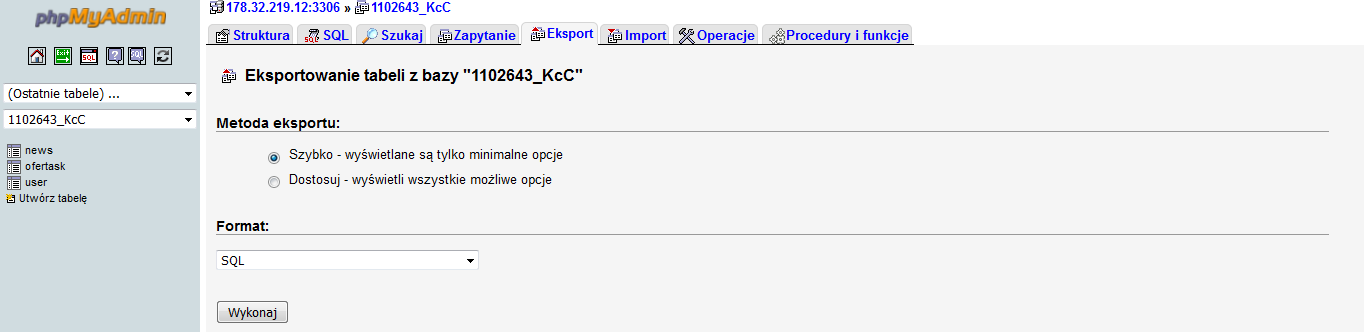 phpMyAdmin
178.32.219.12:3306 » 1102643_KcC
Struktura SQL Szukaj Zapytanie Eksport Import Operacje Procedury i funkcje
SQL
(Ostatnie tabele) ...
1102643_KcC
news
ofertask
user
Utwórz tabelę
Eksportowanie tabeli z bazy "1102643_KcC"
Metoda eksportu:
Szybko - wyświetlane są tylko minimalne opcje
Dostosuj - wyświetli wszystkie możliwe opcje
Format:
SQL
Wykonaj